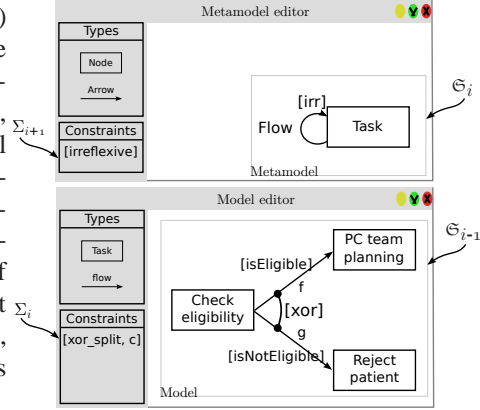 Metamodel editor
Types
Node
Arrow
Constraints
[irreflexive]
Σi+1
[irr]
Flow
Task
Metamodel
𝔖i
Model editor
Types
Task
flow
Constraints
[xor_split, c]
Σi
PC team
planning
[isEligible]
f
Check
eligibility
[xor]
g
[isNotEligible]
Reject
patient
Model
𝔖i-1